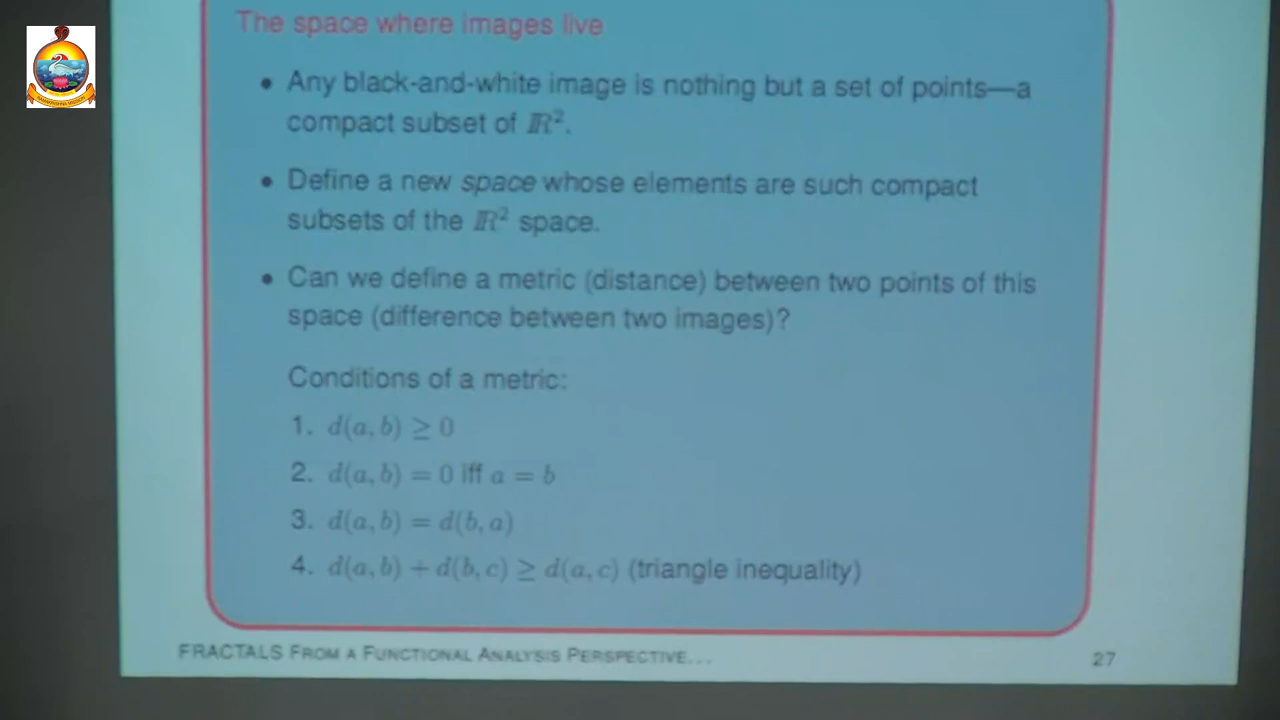 The space where images live
• Any black-and-white image is nothing but a set of points—a
compact subset of ℝ².
• Define a new space whose elements are such compact
subsets of the ℝ² space.
• Can we define a metric (distance) between two points of this
space (difference between two images)?
Conditions of a metric:
1. d(a, b) ≥ 0
2. d(a, b) = 0 iff a = b
3. d(a, b) = d(b, a)
4. d(a, b) + d(b, c) ≥ d(a, c) (triangle inequality)
FRACTALS FROM A FUNCTIONAL ANALYSIS PERSPECTIVE... 27